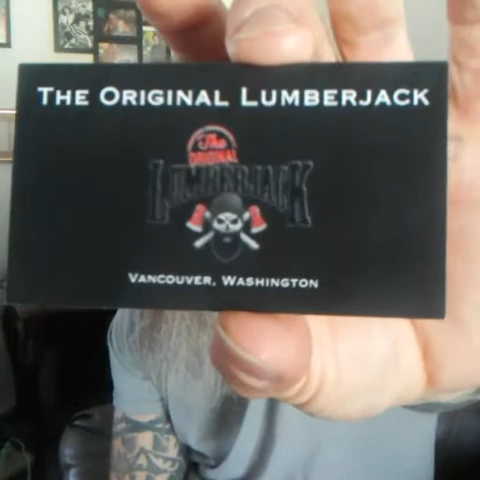 The Original Lumberjack
The
ORIGINAL
LUMBERJACK
Vancouver, Washington